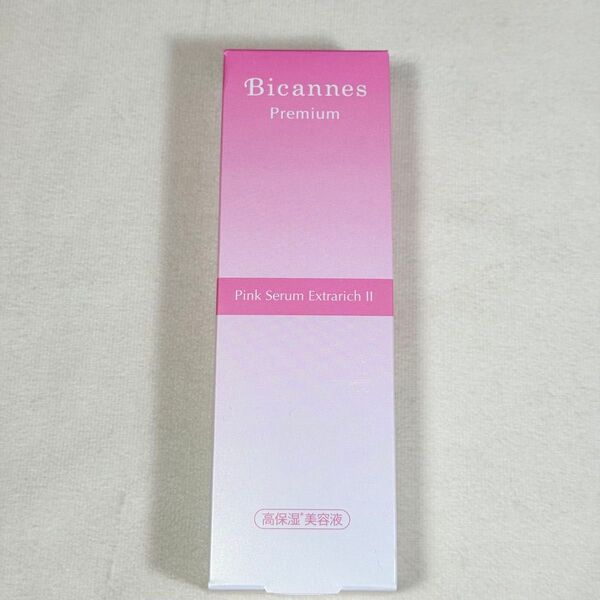 Bicannes
Premium
Pink Serum Extrarich II
高保湿*美容液